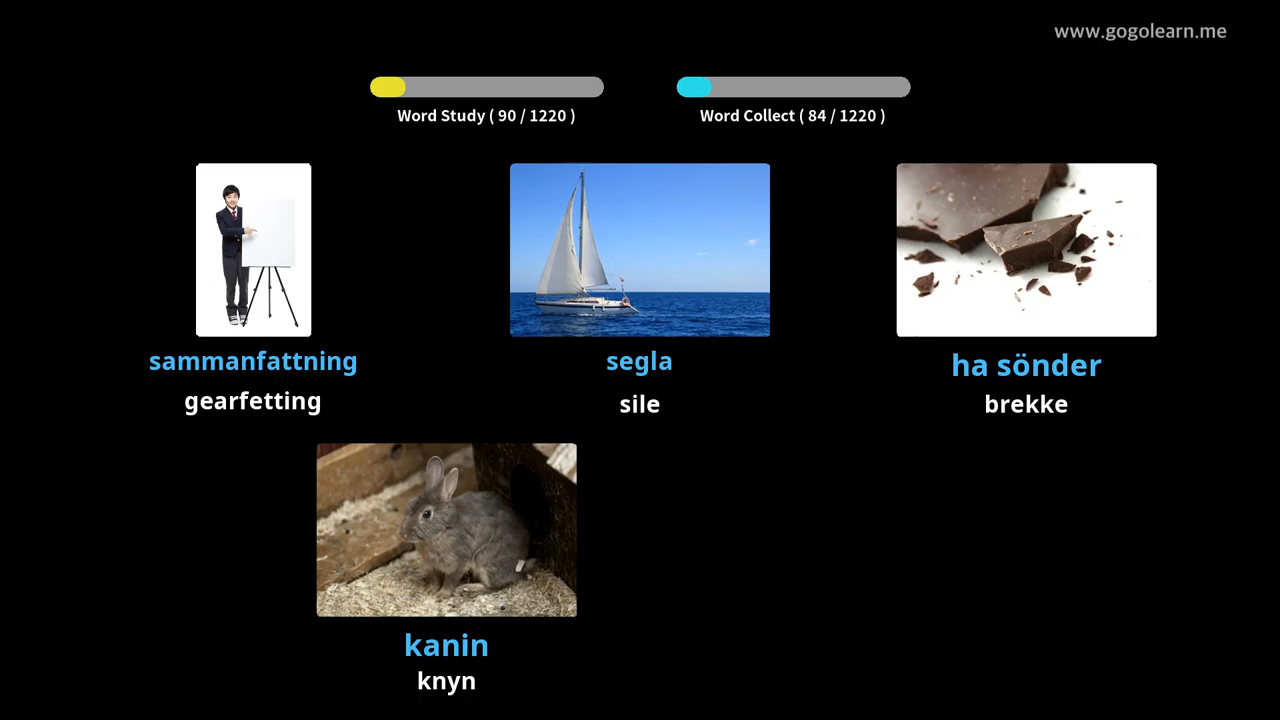 www.gogolearn.me
Word Study ( 90 / 1220 )
Word Collect ( 84 / 1220 )
sammanfattning
gearfetting
segla
sile
ha sönder
brekke
kanin
knyn